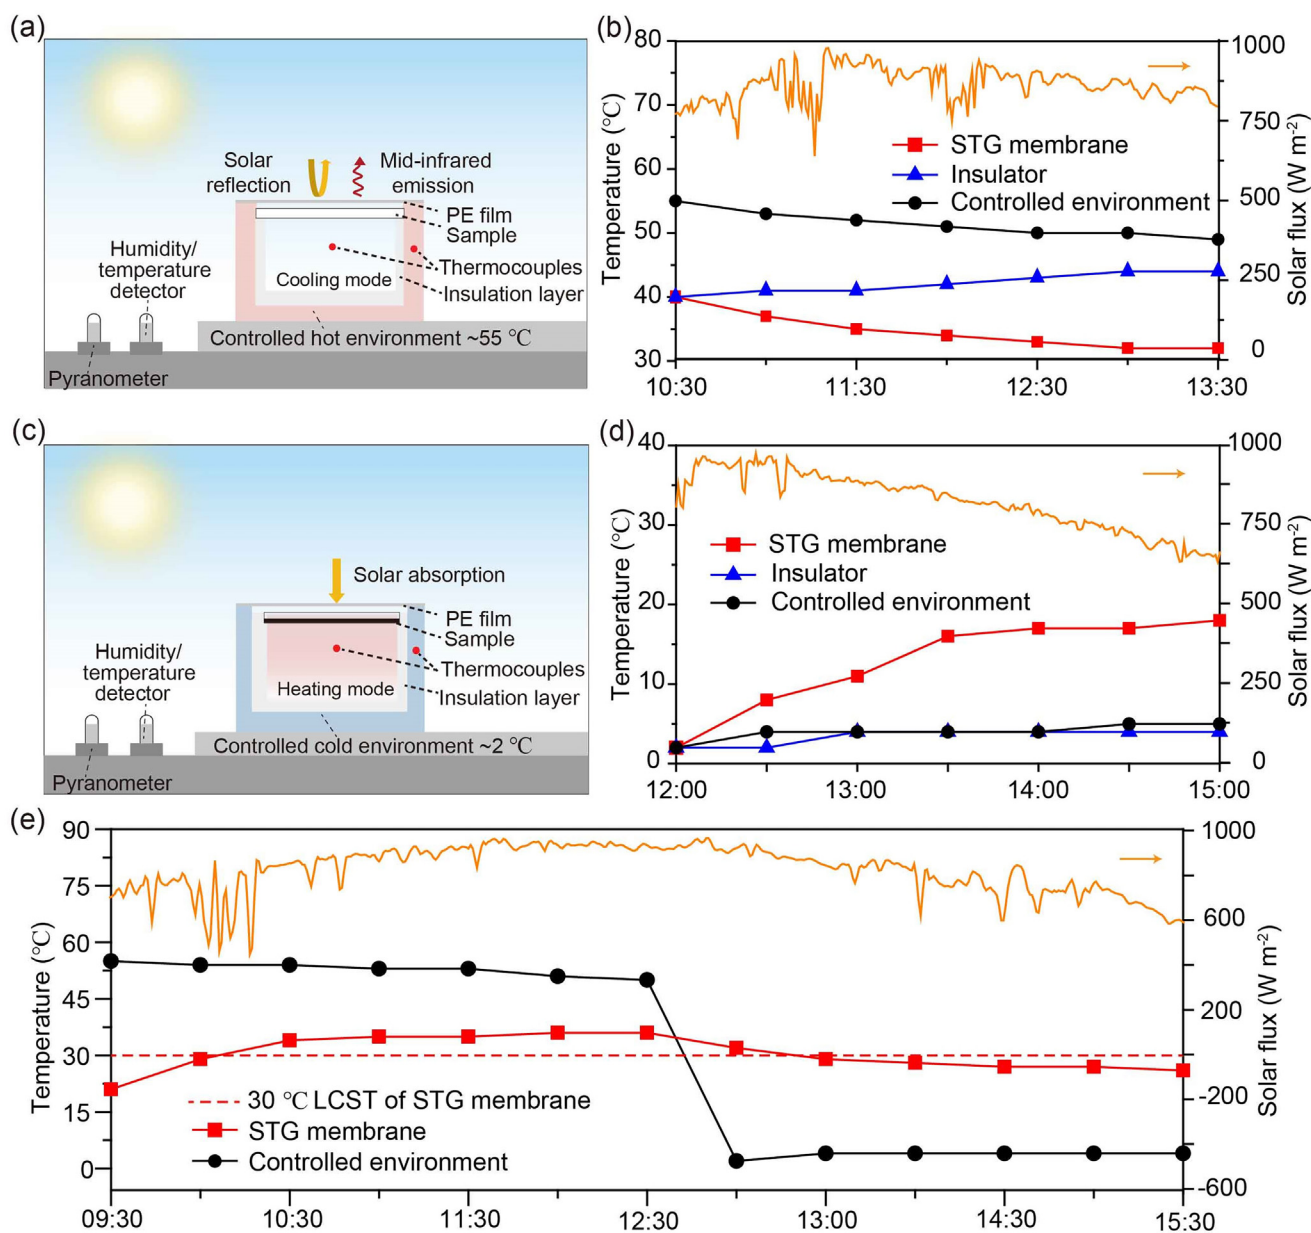 (a)
Solar
reflection
Mid-infrared
emission
PE film
Sample
Humidity/
temperature
detector
Thermocouples
Cooling mode
Insulation layer
Controlled hot environment ~55 ℃
Pyranometer
(b)
80
70
60
50
40
30
Temperature (℃)
1000
750
500
250
0
Solar flux (W m-2)
STG membrane
Insulator
Controlled environment
10:30
11:30
12:30
13:30
(c)
Solar absorption
PE film
Sample
Humidity/
temperature
detector
Thermocouples
Heating mode
Insulation layer
Controlled cold environment ~2 ℃
Pyranometer
(d)
40
30
20
10
0
Temperature (℃)
1000
750
500
250
0
Solar flux (W m-2)
STG membrane
Insulator
Controlled environment
12:00
13:00
14:00
15:00
(e)
90
75
60
45
30
15
0
Temperature (℃)
1000
600
200
-200
-600
Solar flux (W m-2)
30 ℃ LCST of STG membrane
STG membrane
Controlled environment
09:30
10:30
11:30
12:30
13:00
14:30
15:30